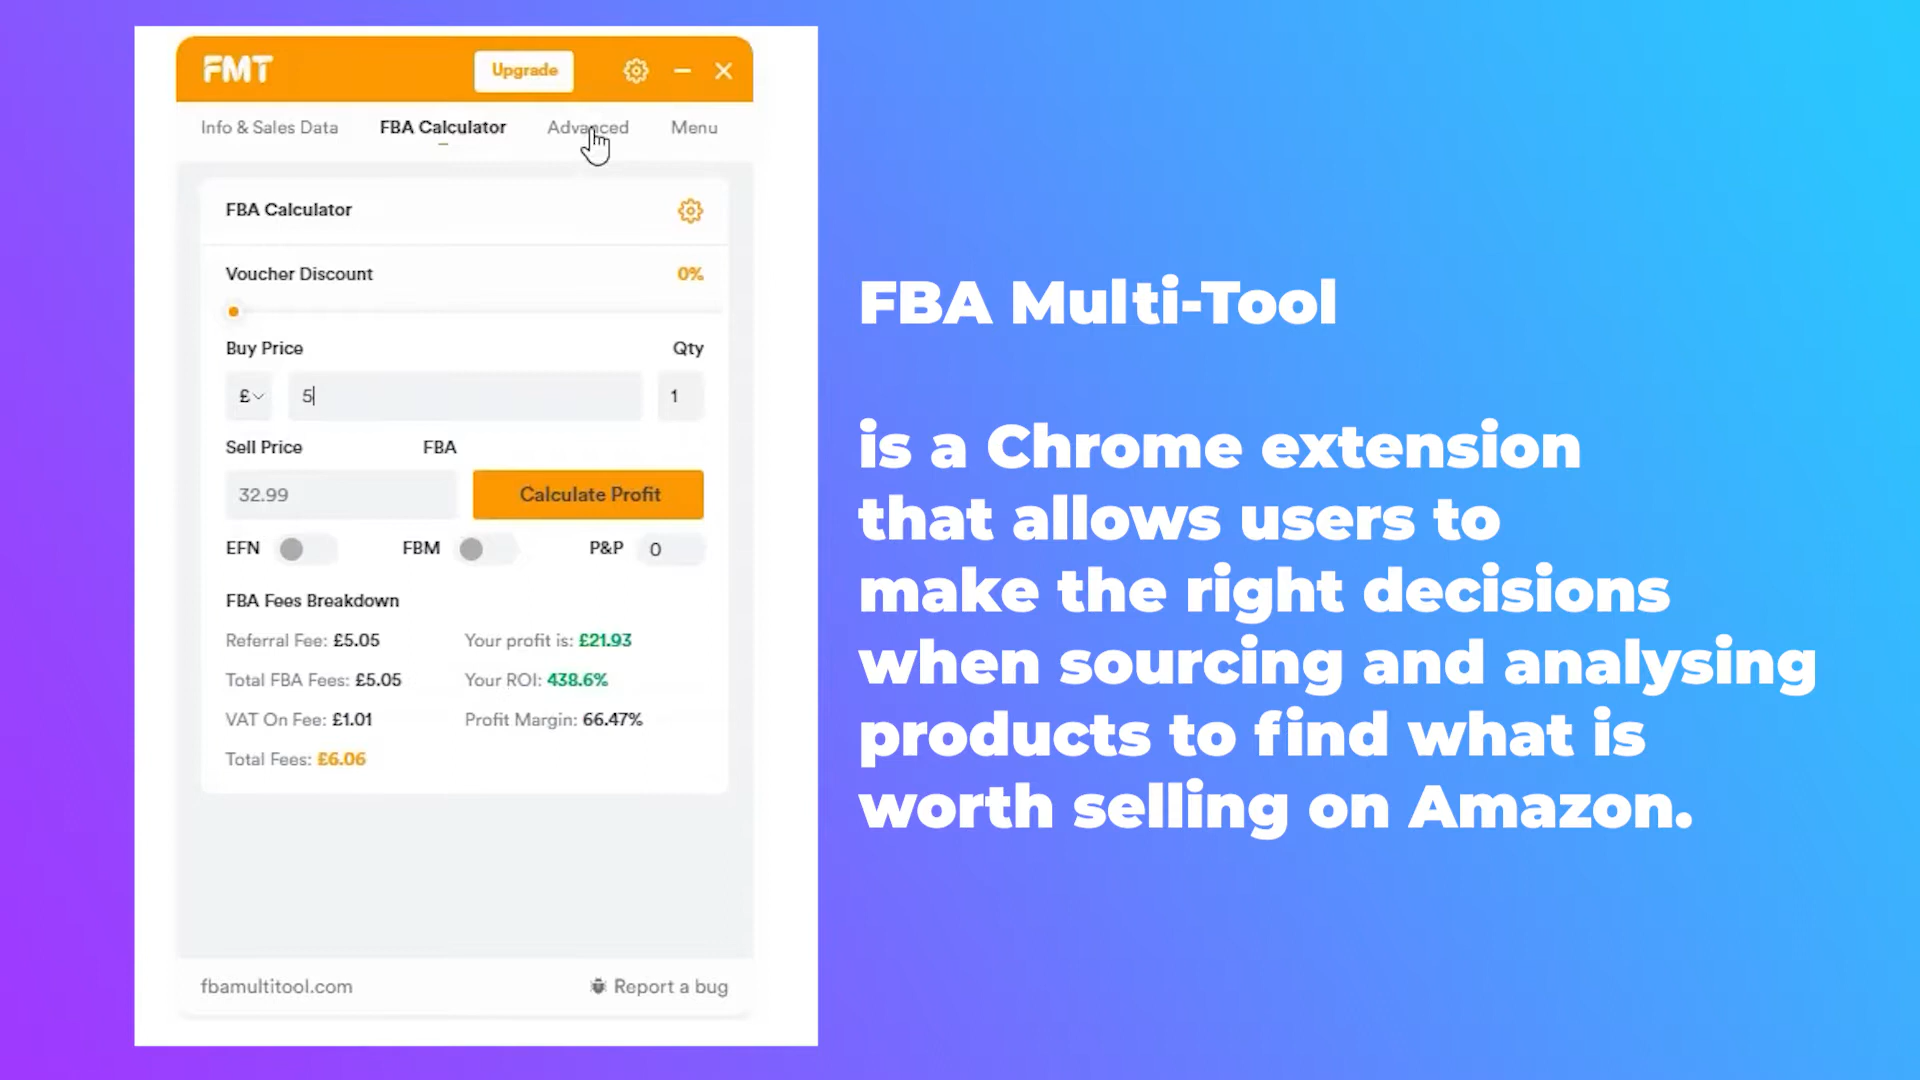 FMT
Upgrade
Info & Sales Data
FBA Calculator
Advanced
Menu
FBA Calculator
Voucher Discount
0%
Buy Price
Qty
£
5
1
Sell Price
FBA
32.99
Calculate Profit
EFN
FBM
P&P
0
FBA Fees Breakdown
Referral Fee: £5.05
Your profit is: £21.93
Total FBA Fees: £5.05
Your ROI: 438.6%
VAT On Fee: £1.01
Profit Margin: 66.47%
Total Fees: £6.06
fbamultitool.com
Report a bug
FBA Multi-Tool
is a Chrome extension
that allows users to
make the right decisions
when sourcing and analysing
products to find what is
worth selling on Amazon.